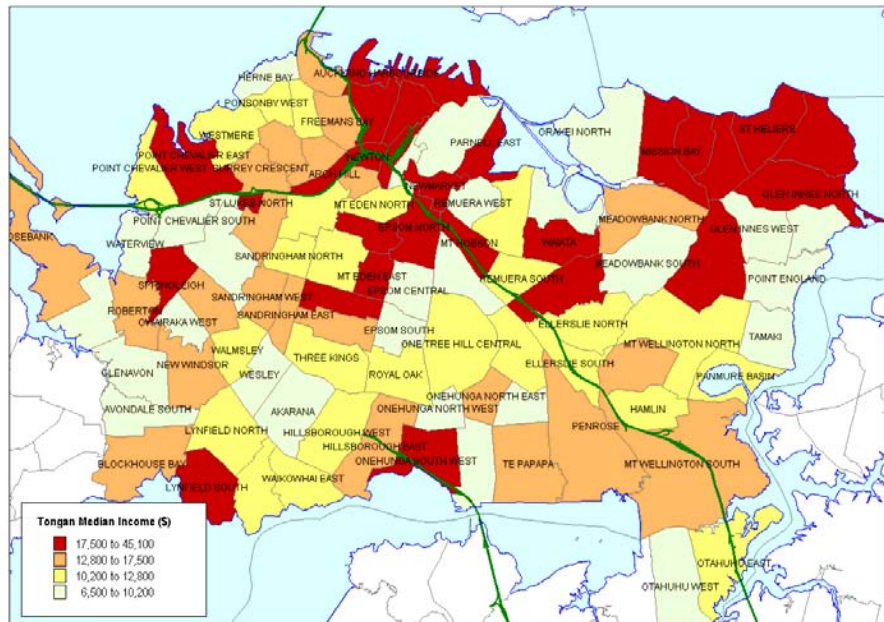 HERNE BAY
AUCKLAND HARBOURSIDE
PONSONBY WEST
FREEMANS BAY
WESTMERE
PARNELL EAST
ORAKEI NORTH
ST HELIERS
MISSION BAY
POINT CHEVALIER EAST
POINT CHEVALIER WEST
SURREY CRESCENT
NEWTON
ARCH HILL
NEWMARKET
REMUERA WEST
GLEN INNES NORTH
ST LUKES NORTH
MT EDEN NORTH
POINT CHEVALIER SOUTH
MEADOWBANK NORTH
GLEN INNES WEST
OSEBANK
WATERVIEW
EPSOM NORTH
MT HOBSON
WAIATA
SANDRINGHAM NORTH
MEADOWBANK SOUTH
MT EDEN EAST
REMUERA SOUTH
POINT ENGLAND
SPRINGLEIGH
EPSOM CENTRAL
SANDRINGHAM WEST
ROBERTON
OWAIRAKA WEST
SANDRINGHAM EAST
ELLERSLIE NORTH
EPSOM SOUTH
TAMAKI
ONE TREE HILL CENTRAL
MT WELLINGTON NORTH
WALMSLEY
THREE KINGS
NEW WINDSOR
ELLERSLIE SOUTH
GLENAVON
WESLEY
ROYAL OAK
PANMURE BASIN
ONEHUNGA NORTH EAST
AKARANA
AVONDALE SOUTH
ONEHUNGA NORTH WEST
HAMLIN
LYNFIELD NORTH
HILLSBOROUGH WEST
PENROSE
HILLSBOROUGH EAST
BLOCKHOUSE BAY
ONEHUNGA SOUTH WEST
TE PAPAPA
MT WELLINGTON SOUTH
WAIKOWHAI EAST
LYNFIELD SOUTH
OTAHUHU EAST
OTAHUHU WEST
Tongan Median Income ($)
17,500 to 45,100
12,800 to 17,500
10,200 to 12,800
6,500 to 10,200